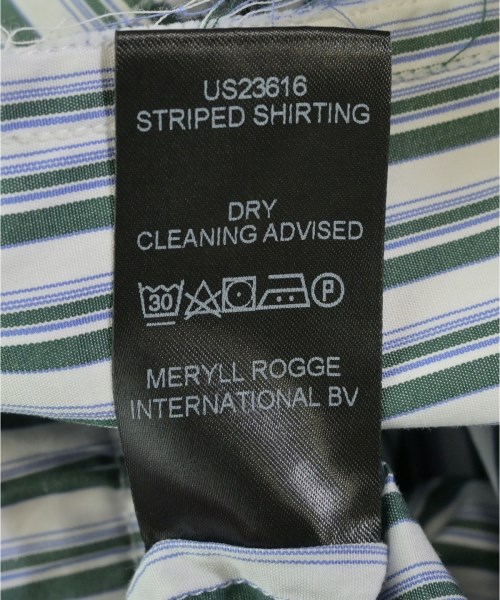 US23616
STRIPED SHIRTING
DRY
CLEANING ADVISED
30 P
MERYLL ROGGE
INTERNATIONAL BV